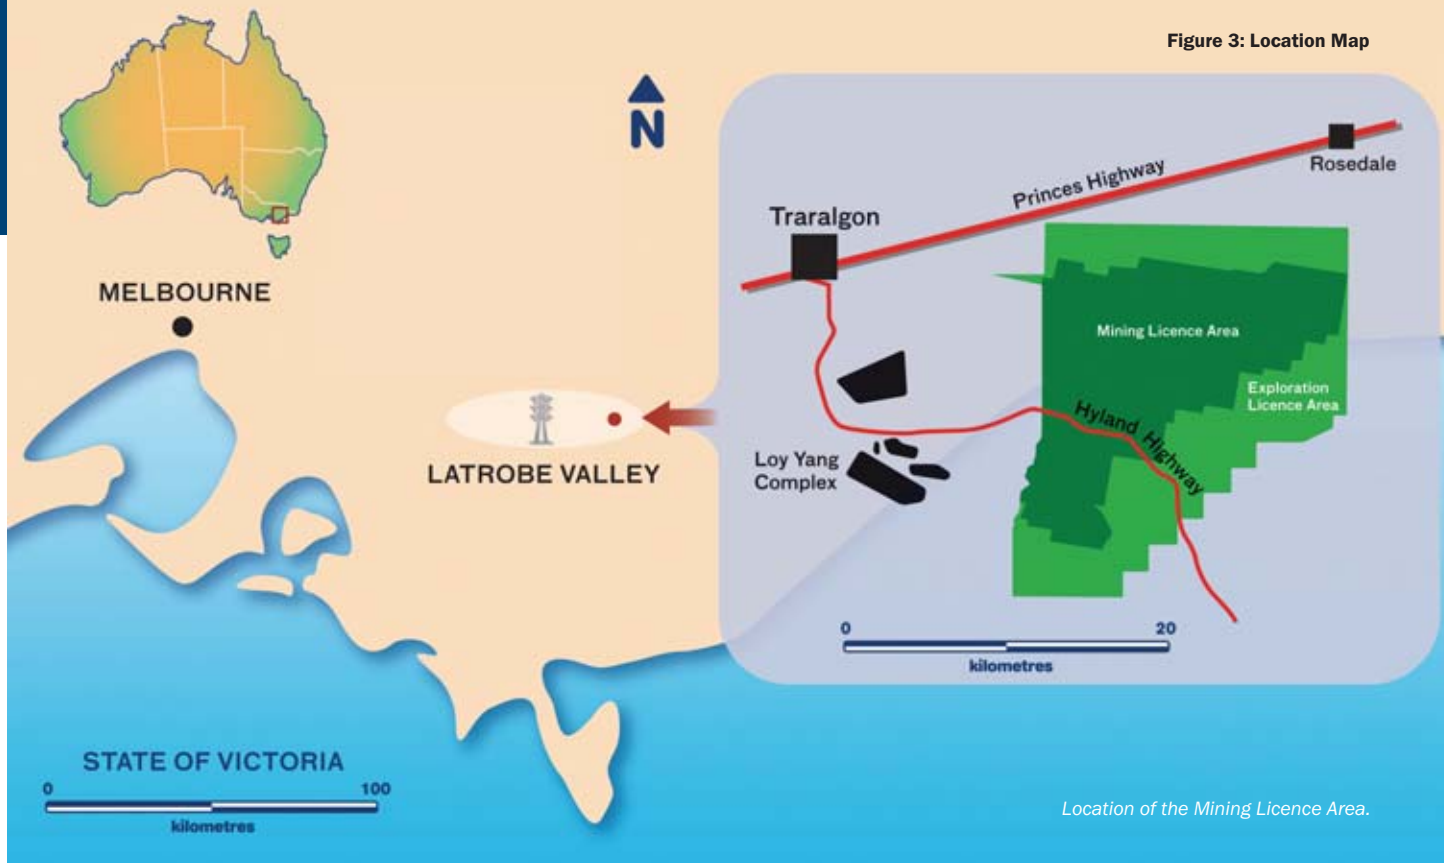 Figure 3: Location Map
N
Princes Highway
Rosedale
Traralgon
MELBOURNE
Mining Licence Area
Exploration
Licence Area
Hyland Highway
Loy Yang
Complex
LATROBE VALLEY
0 20
kilometres
STATE OF VICTORIA
0 100
kilometres
Location of the Mining Licence Area.